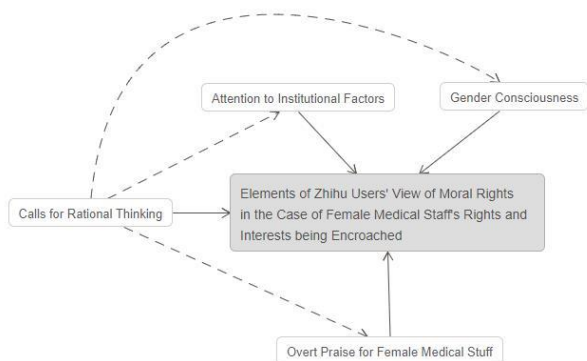 Attention to Institutional Factors
Gender Consciousness
Elements of Zhihu Users' View of Moral Rights
in the Case of Female Medical Staff's Rights and
Interests being Encroached
Calls for Rational Thinking
Overt Praise for Female Medical Stuff